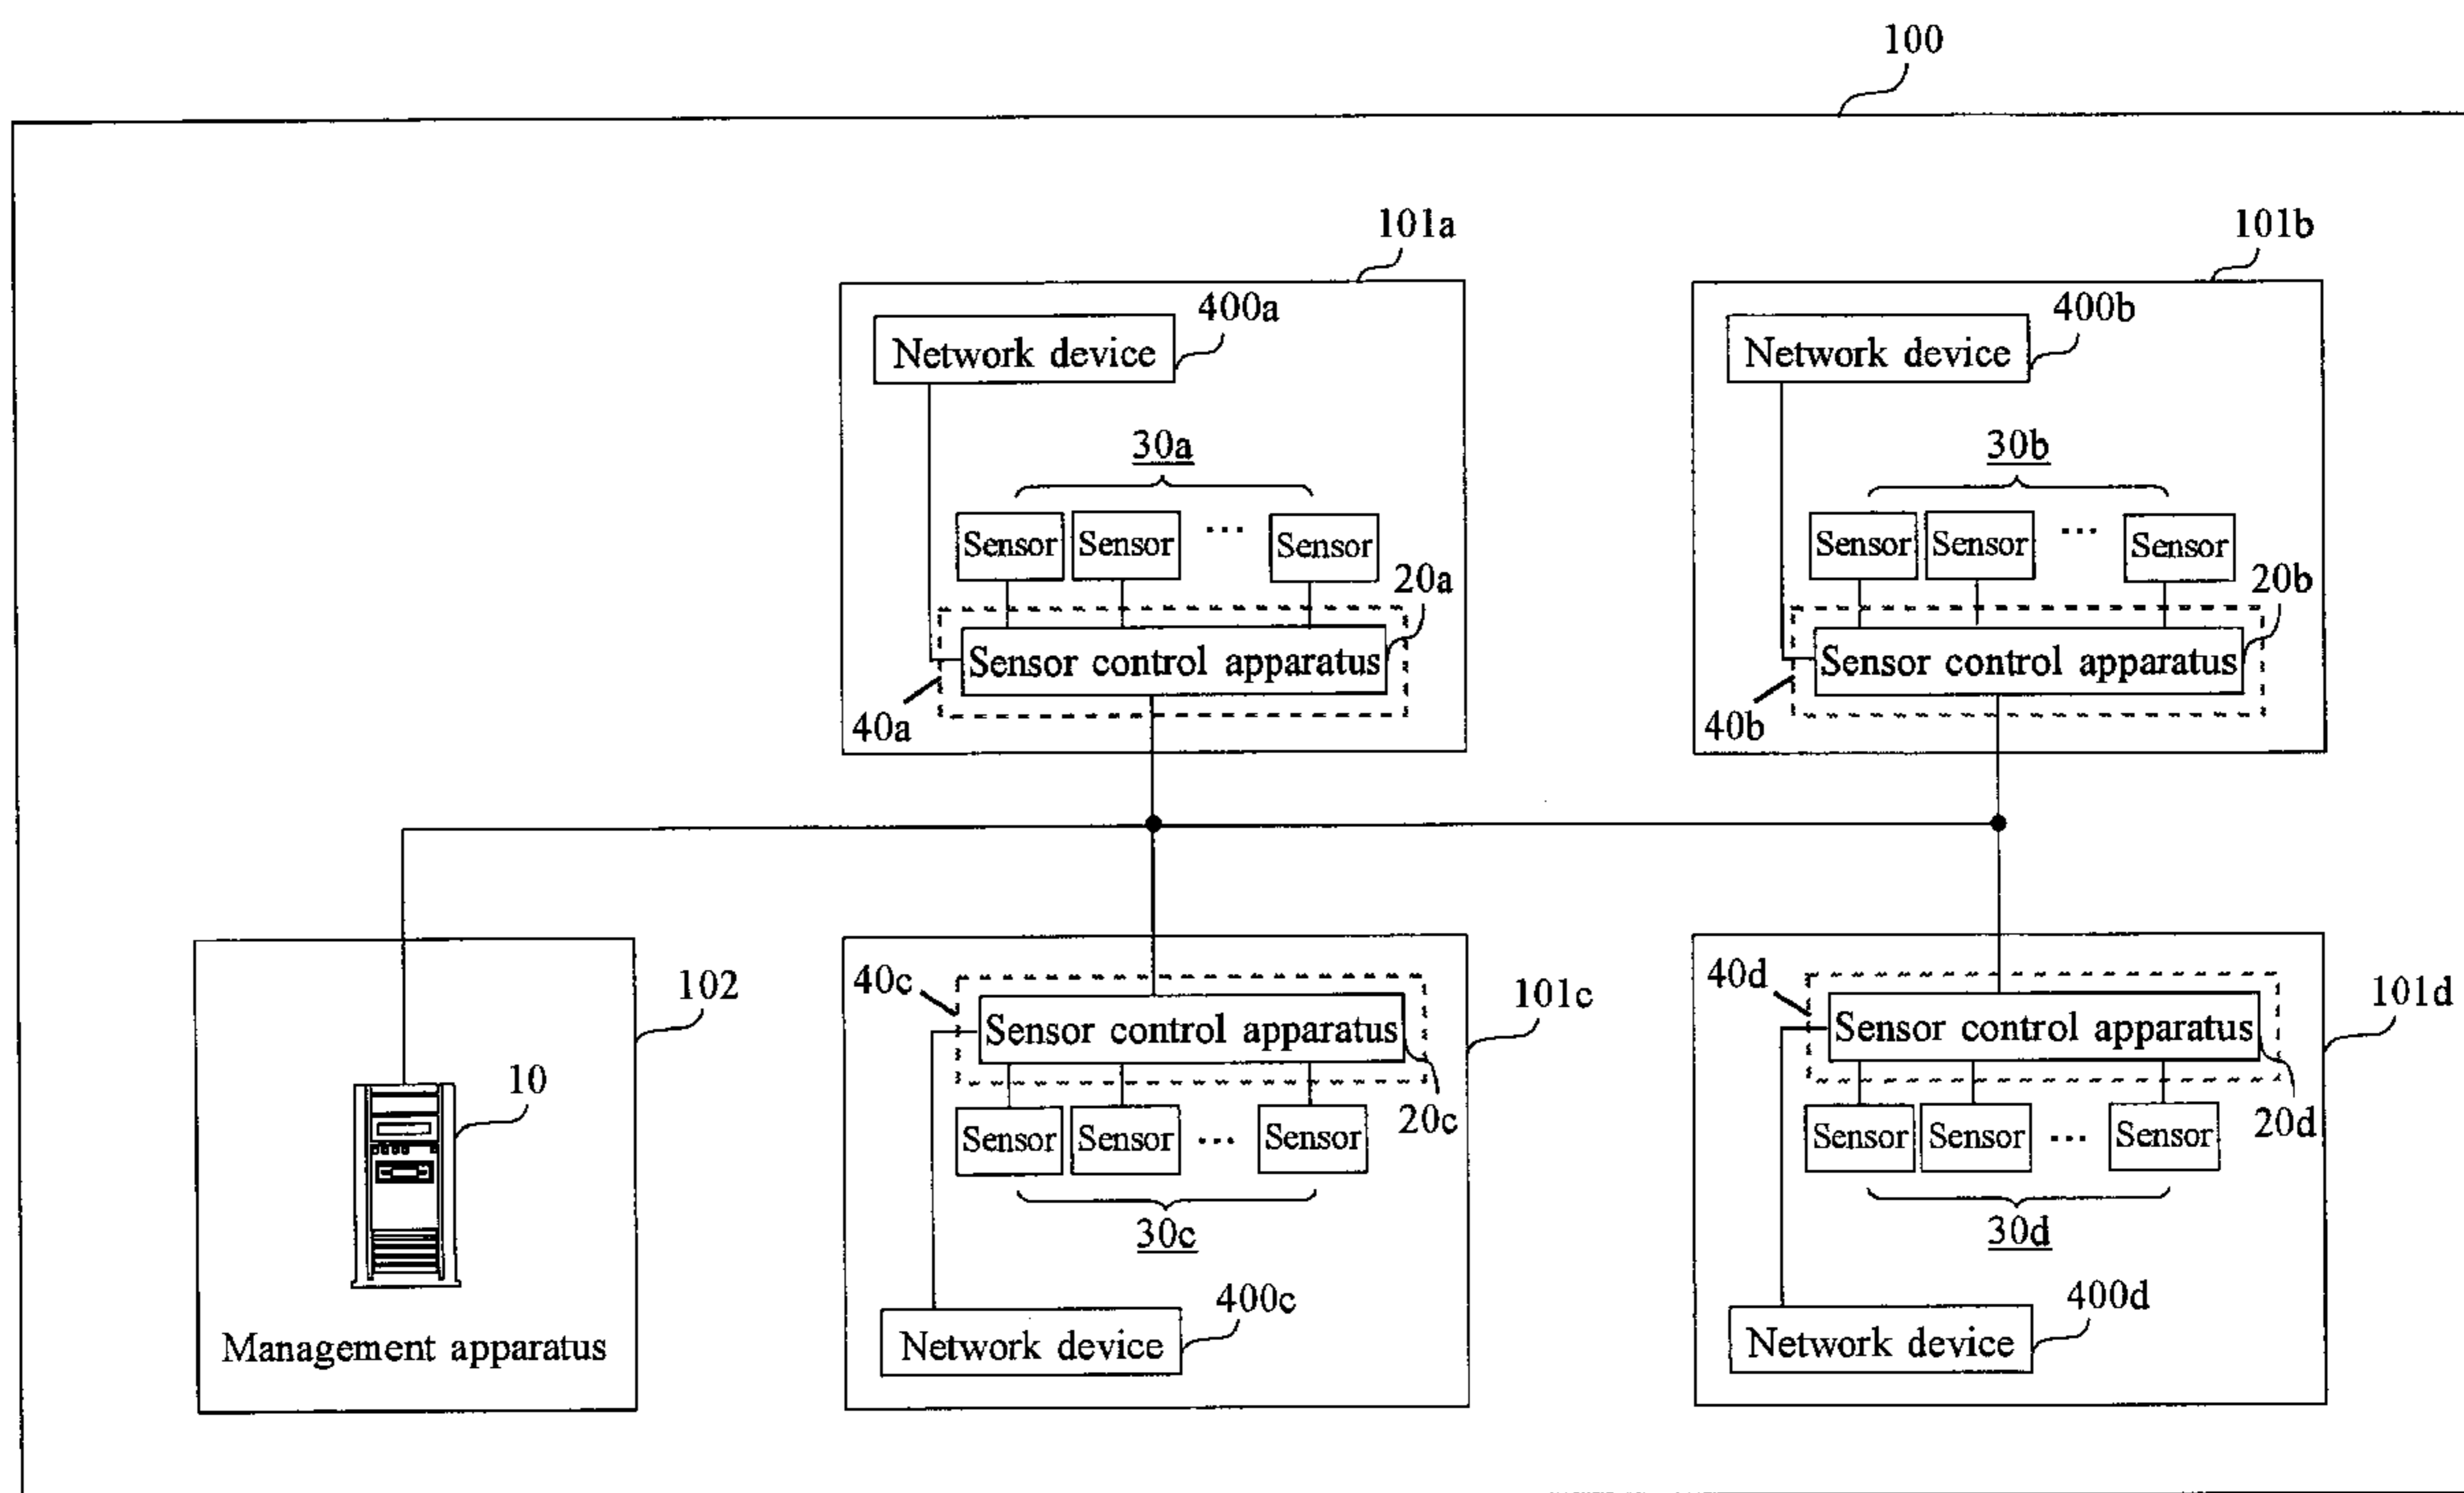 100
101a
101b
400a
Network device
400b
Network device
30a
30b
Sensor Sensor ... Sensor
Sensor Sensor ... Sensor
20a
20b
Sensor control apparatus
Sensor control apparatus
40a
40b
102
10
Management apparatus
40c
101c
Sensor control apparatus
20c
Sensor Sensor ... Sensor
30c
400c
Network device
40d
101d
Sensor control apparatus
20d
Sensor Sensor ... Sensor
30d
400d
Network device